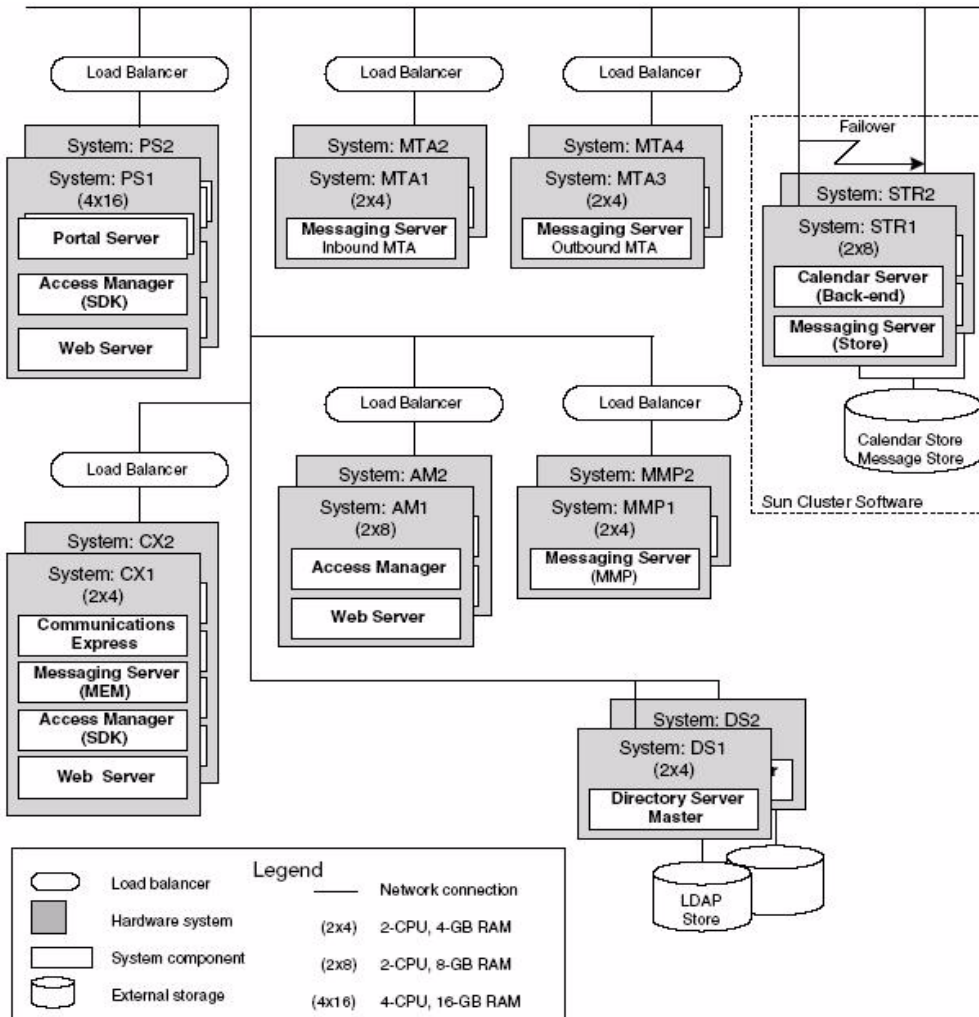 Load Balancer
Load Balancer
Load Balancer
System: PS2
System: PS1
(4x16)
Portal Server
Access Manager
(SDK)
Web Server
System: MTA2
System: MTA1
(2x4)
Messaging Server
Inbound MTA
System: MTA4
System: MTA3
(2x4)
Messaging Server
Outbound MTA
Failover
System: STR2
System: STR1
(2x8)
Calendar Server
(Back-end)
Messaging Server
(Store)
Calendar Store
Message Store
Sun Cluster Software
Load Balancer
Load Balancer
Load Balancer
System: CX2
System: CX1
(2x4)
Communications
Express
Messaging Server
(MEM)
Access Manager
(SDK)
Web Server
System: AM2
System: AM1
(2x8)
Access Manager
Web Server
System: MMP2
System: MMP1
(2x4)
Messaging Server
(MMP)
System: DS2
System: DS1
(2x4)
Directory Server
Master
LDAP
Store
Legend
Load balancer
Hardware system
System component
External storage
Network connection
(2x4) 2-CPU, 4-GB RAM
(2x8) 2-CPU, 8-GB RAM
(4x16) 4-CPU, 16-GB RAM